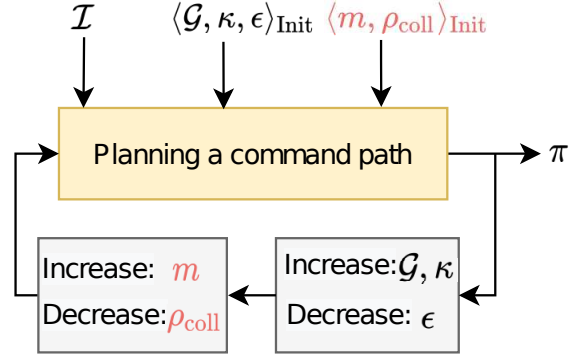 ℐ ⟨𝒢, κ, ϵ⟩Init ⟨m, ρcoll⟩Init
Planning a command path
π
Increase: m
Decrease: ρcoll
Increase: 𝒢, κ
Decrease: ϵ